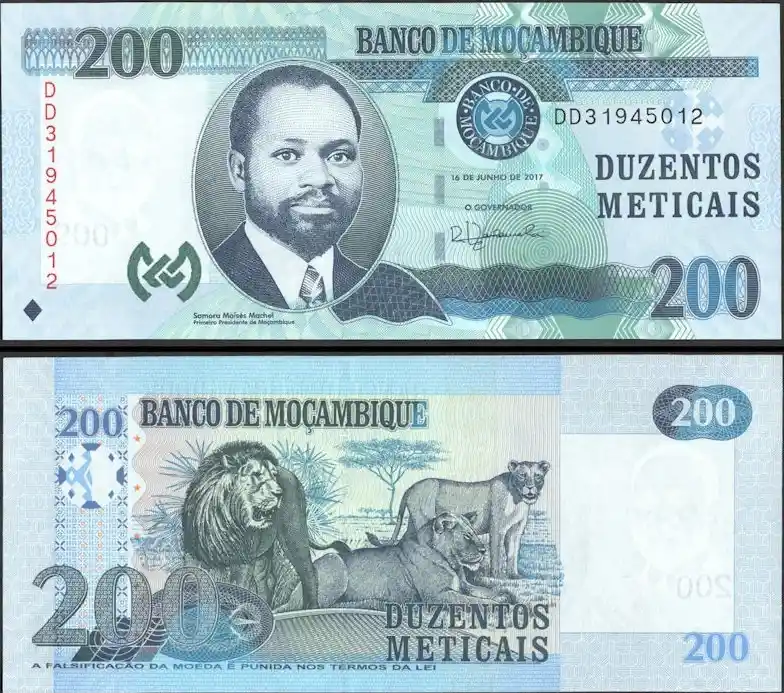 200
BANCO DE MOÇAMBIQUE
DD31945012
BANCO DE MOÇAMBIQUE
DD31945012
16 DE JUNHO DE 2017
O GOVERNADOR
DUZENTOS
METICAIS
200
Samora Moisés Machel
Primeiro Presidente de Moçambique
200
200
BANCO DE MOÇAMBIQUE
200
200
200
DUZENTOS
METICAIS
200
A FALSIFICAÇÃO DA MOEDA É PUNIDA NOS TERMOS DA LEI